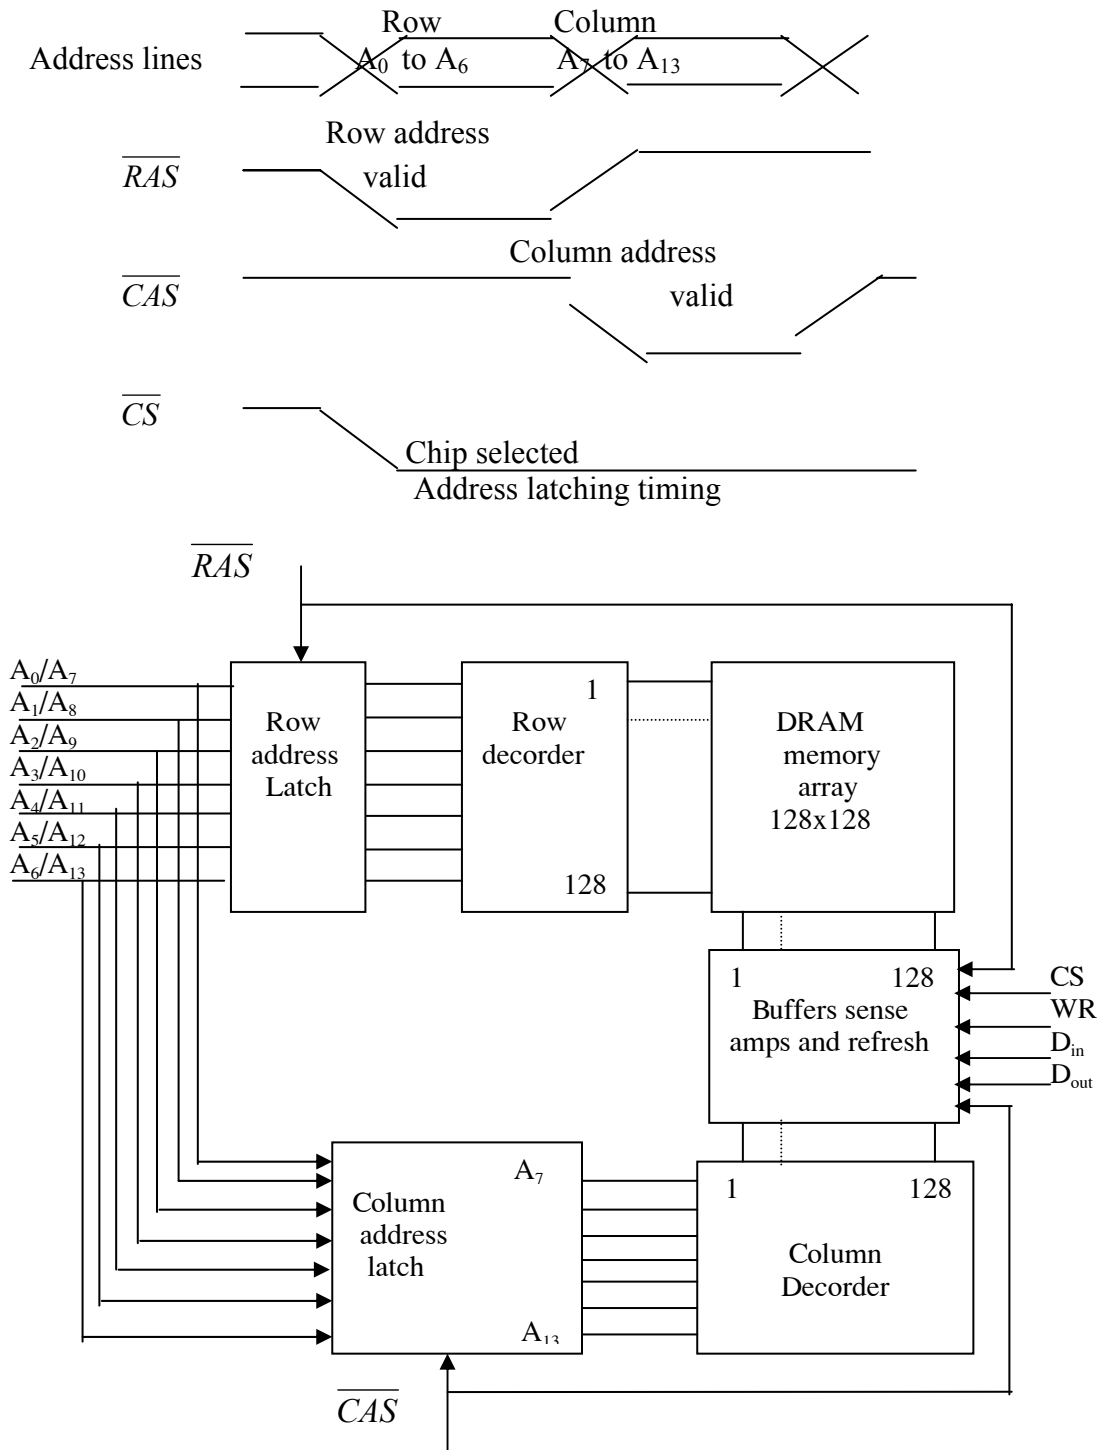 Row Column
Address lines A0 to A6 A7 to A13
Row address
RAS valid
Column address
CAS valid
CS
Chip selected
Address latching timing
RAS
A0/A7
A1/A8
A2/A9
A3/A10
A4/A11
A5/A12
A6/A13
Row
address
Latch
1
Row
decorder
128
DRAM
memory
array
128x128
1 128
Buffers sense
amps and refresh
CS
WR
Din
Dout
A7
Column
address
latch
A13
1 128
Column
Decorder
CAS